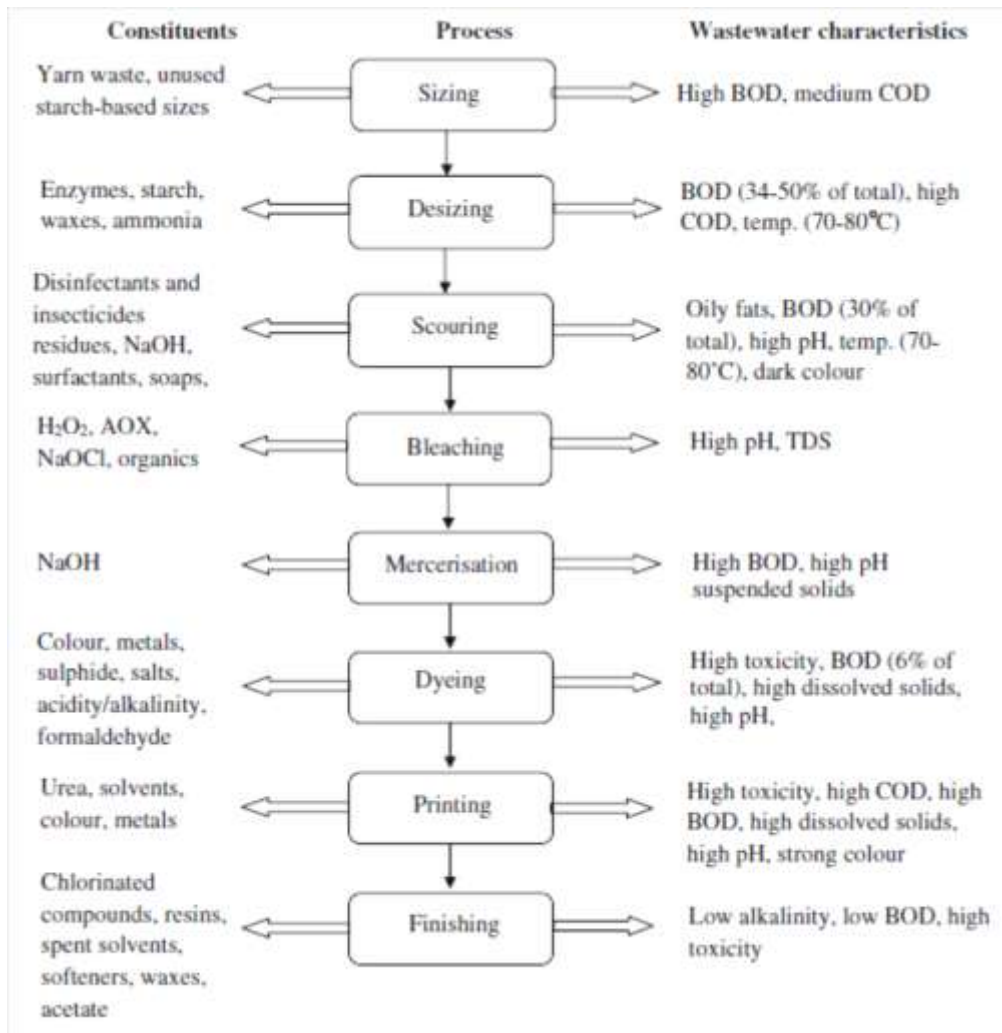 Constituents Process Wastewater characteristics
Yarn waste, unused
starch-based sizes
Sizing
High BOD, medium COD
Enzymes, starch,
waxes, ammonia
Desizing
BOD (34-50% of total), high
COD, temp. (70-80°C)
Disinfectants and
insecticides
residues, NaOH,
surfactants, soaps,
Scouring
Oily fats, BOD (30% of
total), high pH, temp. (70-
80°C), dark colour
H₂O₂, AOX,
NaOCl, organics
Bleaching
High pH, TDS
NaOH
Mercerisation
High BOD, high pH
suspended solids
Colour, metals,
sulphide, salts,
acidity/alkalinity,
formaldehyde
Dyeing
High toxicity, BOD (6% of
total), high dissolved solids,
high pH,
Urea, solvents,
colour, metals
Printing
High toxicity, high COD, high
BOD, high dissolved solids,
high pH, strong colour
Chlorinated
compounds, resins,
spent solvents,
softeners, waxes,
acetate
Finishing
Low alkalinity, low BOD, high
toxicity